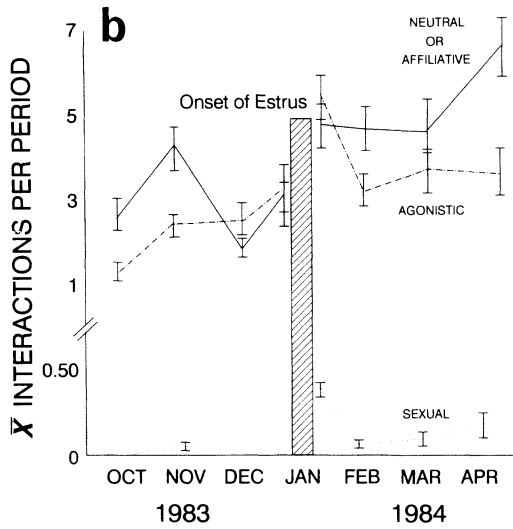 b
7
5
3
1
0.50
0
X̄ INTERACTIONS PER PERIOD
NEUTRAL
OR
AFFILIATIVE
Onset of Estrus
AGONISTIC
SEXUAL
OCT NOV DEC JAN FEB MAR APR
1983 1984